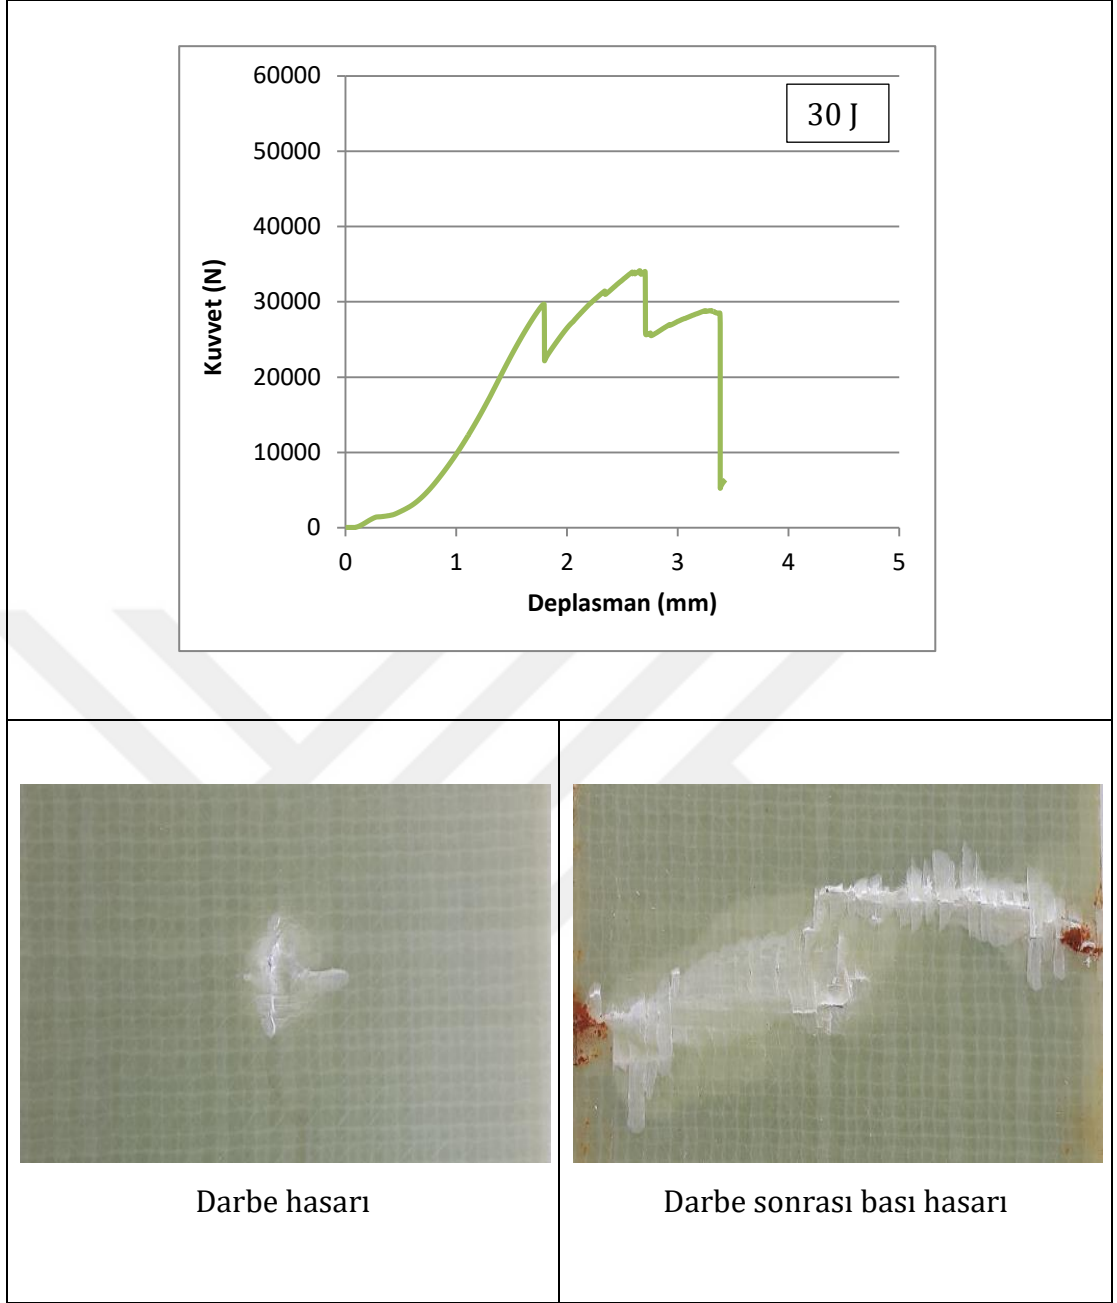 60000
50000
40000
30000
20000
10000
0
30 J
Kuvvet (N)
0 1 2 3 4 5
Deplasman (mm)
Darbe hasarı
Darbe sonrası bası hasarı